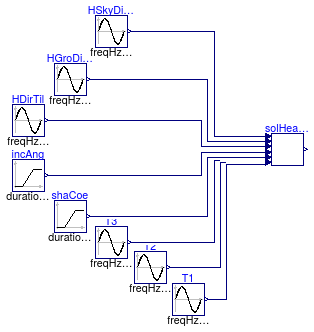 HSkyDi...
freqHz...
HGroDi...
freqHz...
HDirTil
freqHz...
solHea...
incAng
duratio...
shaCoe
duratio...
T3
freqHz...
T2
freqHz...
T1
freqHz...